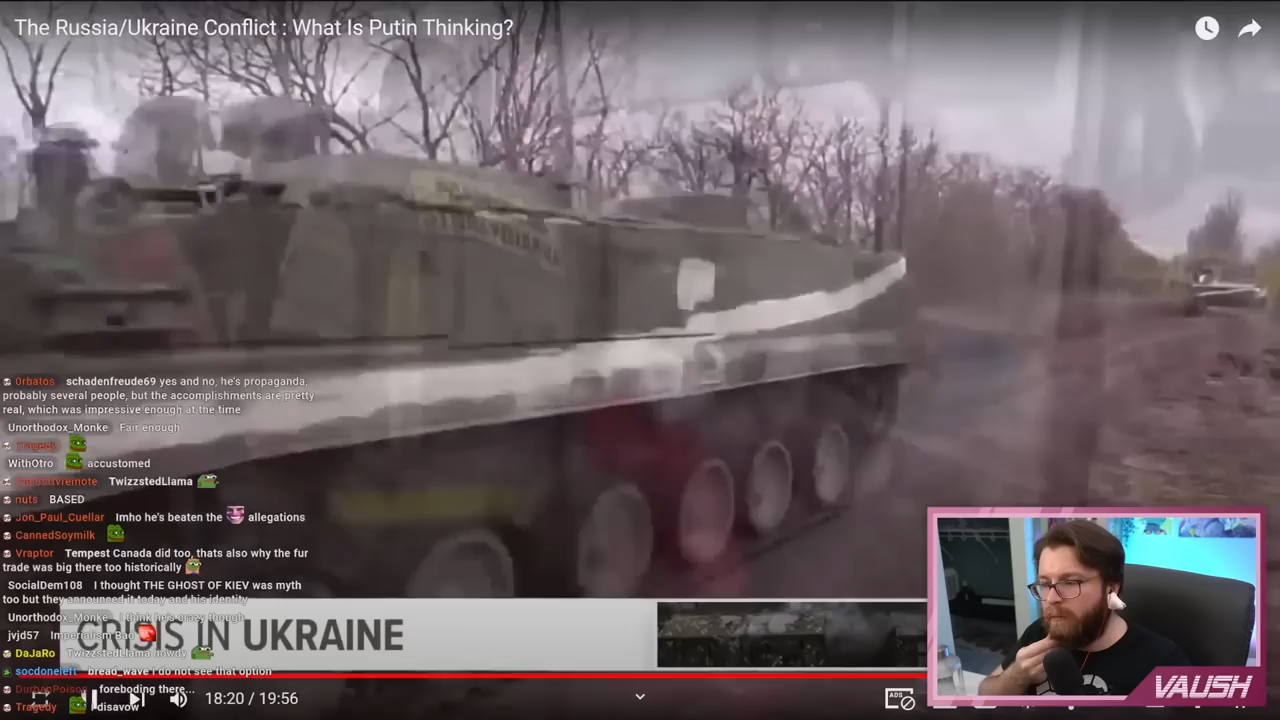 The Russia/Ukraine Conflict : What Is Putin Thinking?
0rbatos schadenfreude69 yes and no, he's propaganda,
probably several people, but the accomplishments are pretty
real, which was impressive enough at the time
Unorthodox_Monke Fair enough
Tragedy
WithOtro accustomed
TwizzstedLlama
nuts BASED
Jon_Paul_Cuellar Imho he's beaten the allegations
CannedSoymilk
Vraptor Tempest Canada did too, thats also why the fur
trade was big there too historically
SocialDem108 I thought THE GHOST OF KIEV was myth
too but they announced it today and his identity
Unorthodox_Monke I think he's crazy though
jvjd57 Imperialism Bad
CRISIS IN UKRAINE
DaJaRo TwizzstedLlama howdy
socdoneleft bread_wave I do not see that option
DurbanPoison foreboding there...
18:20 / 19:56
ADS
Tragedy disavow
VAUSH